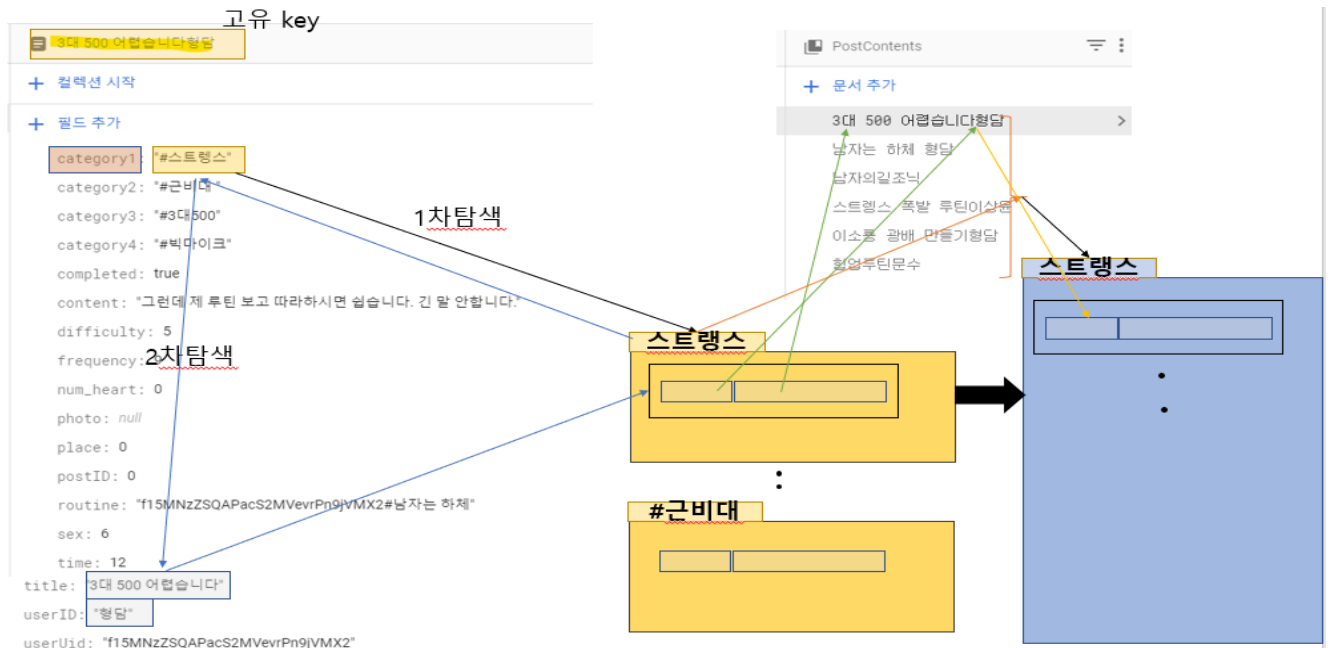 고유 key
3대 500 어렵습니다형담
+ 컬렉션 시작
+ 필드 추가
category1: "#스트렝스"
category2: "#근비대"
category3: "#3대500"
category4: "#빅마이크"
completed: true
content: "그런데 제 루틴 보고 따라하시면 쉽습니다. 긴 말 안합니다."
difficulty: 5
frequency:
num_heart: 0
photo: null
place: 0
postID: 0
routine: "f15MNzZSQAPacS2MVevrPn9jVMX2#남자는 하체"
sex: 6
time: 12
title: "3대 500 어렵습니다"
userID: "형담"
userUid: "f15MNzZSQAPacS2MVevrPn9jVMX2"
1차탐색
2차탐색
PostContents
+ 문서 추가
3대 500 어렵습니다형담
남자는 하체 형담
남자의길조닉
스트렝스 폭발 루틴이상윤
이소룡 광배 만들기형담
협업루틴문수
스트랭스
#근비대
스트랭스